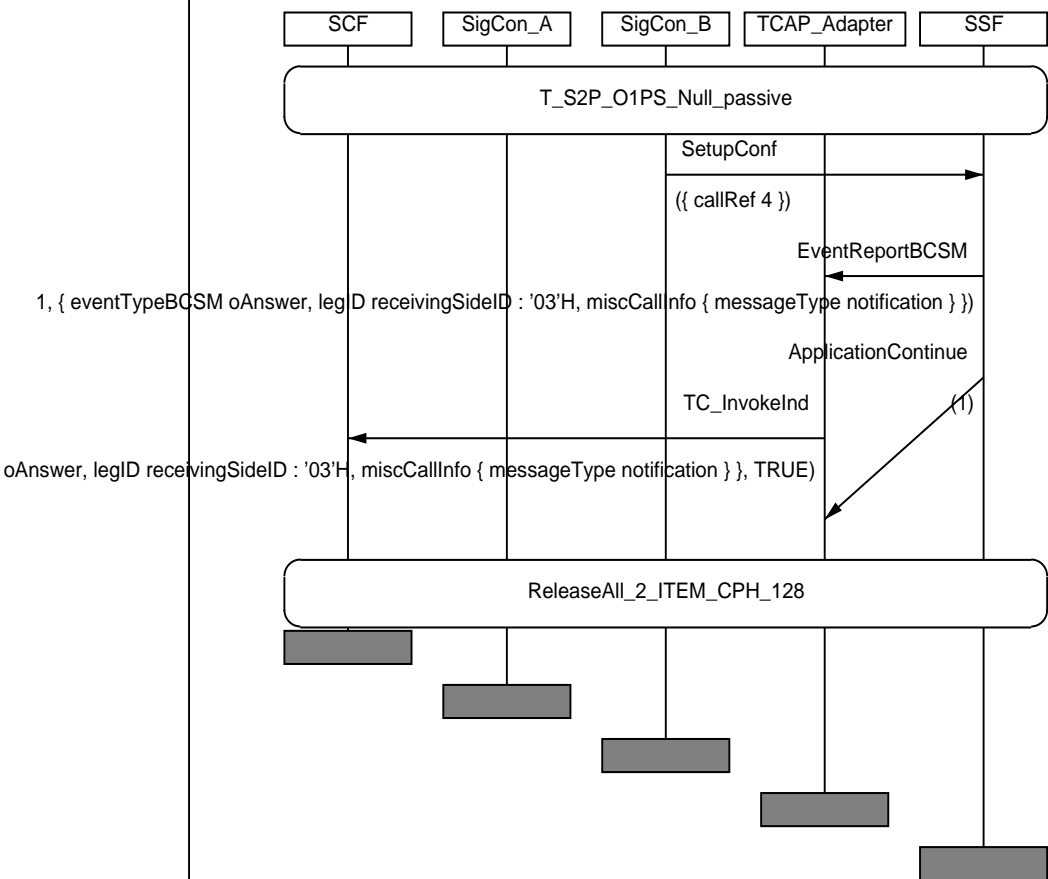 SCF
SigCon_A
SigCon_B
TCAP_Adapter
SSF
T_S2P_O1PS_Null_passive
SetupConf
({ callRef 4 })
EventReportBCSM
1, { eventTypeBCSM oAnswer, legID receivingSideID : '03'H, miscCallInfo { messageType notification } })
ApplicationContinue
TC_InvokeInd
(1)
oAnswer, legID receivingSideID : '03'H, miscCallInfo { messageType notification } }, TRUE)
ReleaseAll_2_ITEM_CPH_128